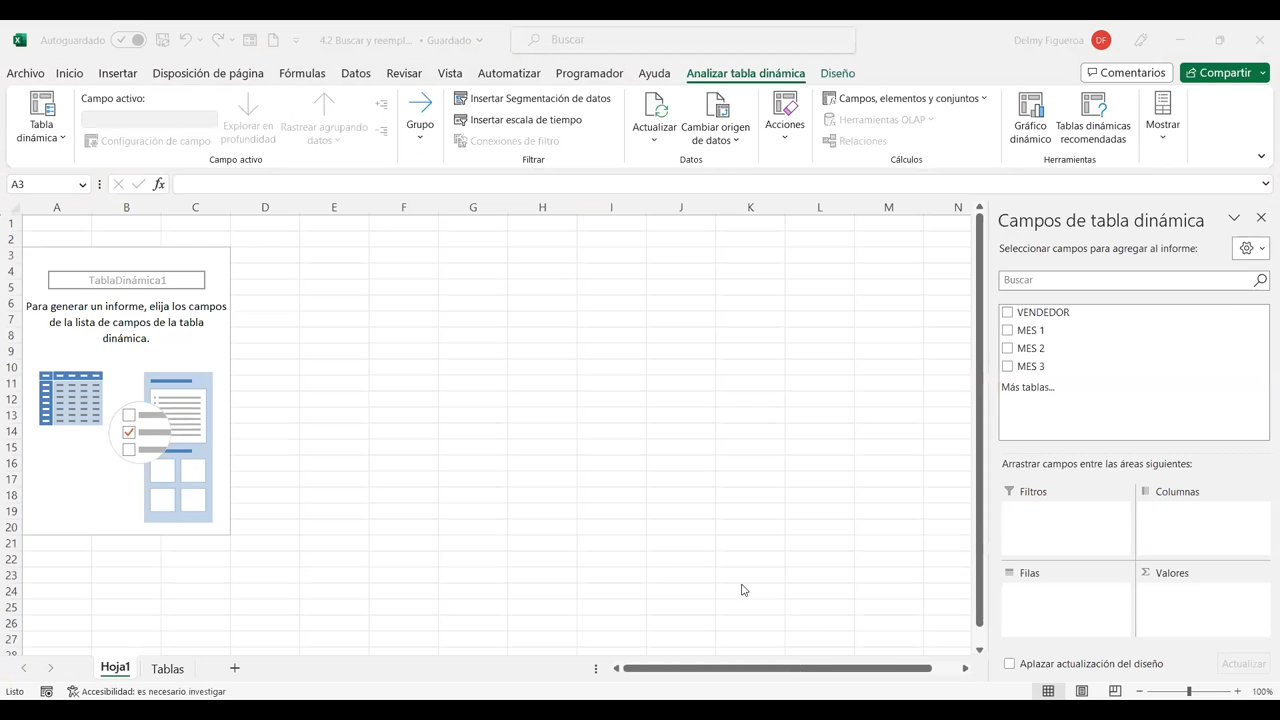 Autoguardado
4.2 Buscar y reempl... • Guardado
Buscar
Delmy Figueroa
DF
Archivo Inicio Insertar Disposición de página Fórmulas Datos Revisar Vista Automatizar Programador Ayuda Analizar tabla dinámica Diseño
Comentarios
Compartir
Tabla
dinámica
Campo activo:
Configuración de campo
Explorar en
profundidad
Rastrear agrupando
datos
Campo activo
Grupo
Insertar Segmentación de datos
Insertar escala de tiempo
Conexiones de filtro
Filtrar
Actualizar
Cambiar origen
de datos
Datos
Acciones
Campos, elementos y conjuntos
Herramientas OLAP
Relaciones
Cálculos
Gráfico
dinámico
Tablas dinámicas
recomendadas
Herramientas
Mostrar
A3
fx
A B C D E F G H I J K L M N
1
2
3
4
5
6
7
8
9
10
11
12
13
14
15
16
17
18
19
20
21
22
23
24
25
26
27
28
TablaDinámica1
Para generar un informe, elija los campos
de la lista de campos de la tabla
dinámica.
Campos de tabla dinámica
Seleccionar campos para agregar al informe:
Buscar
VENDEDOR
MES 1
MES 2
MES 3
Más tablas...
Arrastrar campos entre las áreas siguientes:
Filtros
Columnas
Filas
Σ Valores
Aplazar actualización del diseño
Actualizar
Hoja1 Tablas
Listo
Accesibilidad: es necesario investigar
100%